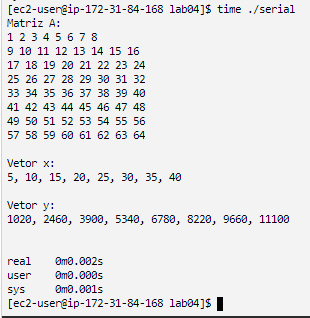 [ec2-user@ip-172-31-84-168 lab04]$ time ./serial
Matriz A:
1 2 3 4 5 6 7 8
9 10 11 12 13 14 15 16
17 18 19 20 21 22 23 24
25 26 27 28 29 30 31 32
33 34 35 36 37 38 39 40
41 42 43 44 45 46 47 48
49 50 51 52 53 54 55 56
57 58 59 60 61 62 63 64
Vetor x:
5, 10, 15, 20, 25, 30, 35, 40
Vetor y:
1020, 2460, 3900, 5340, 6780, 8220, 9660, 11100
real 0m0.002s
user 0m0.000s
sys 0m0.001s
[ec2-user@ip-172-31-84-168 lab04]$